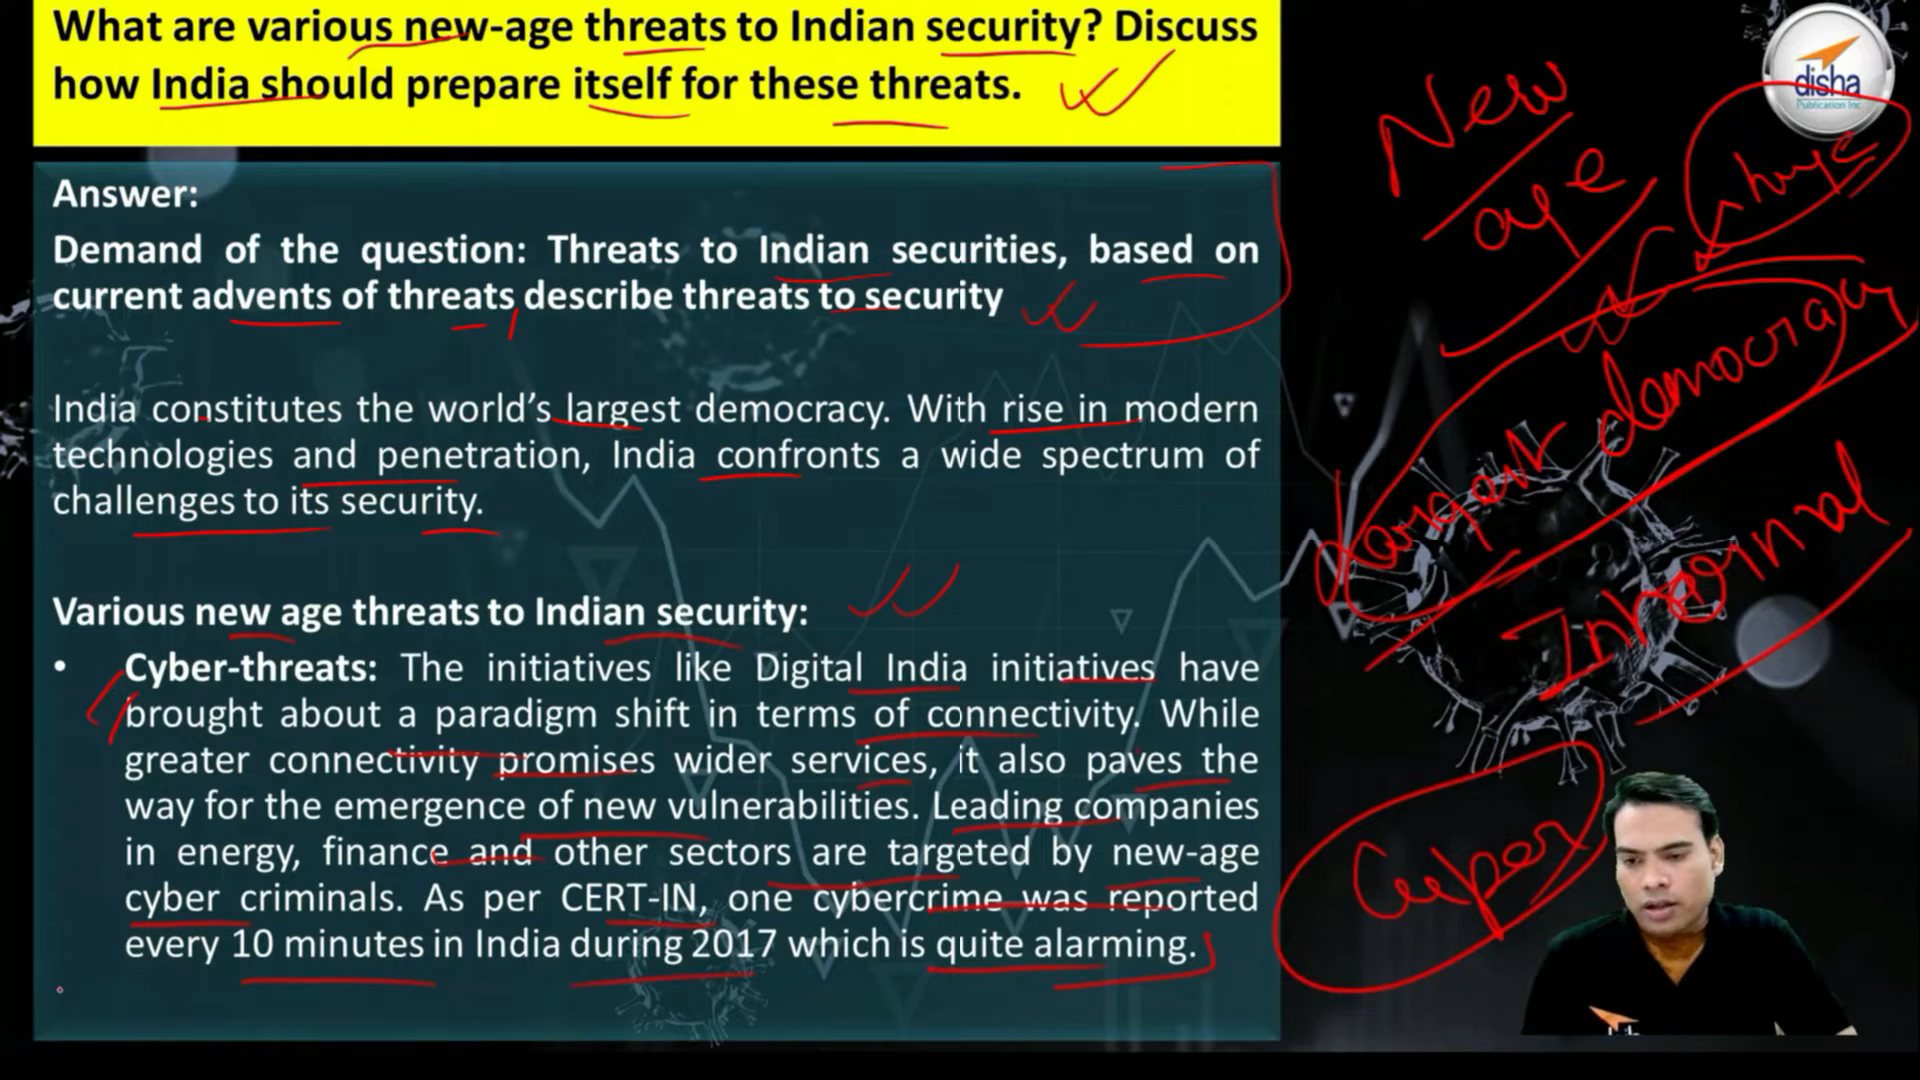 What are various new-age threats to Indian security? Discuss
how India should prepare itself for these threats.
disha
Publication Inc
Answer:
Demand of the question: Threats to Indian securities, based on
current advents of threats describe threats to security
India constitutes the world's largest democracy. With rise in modern
technologies and penetration, India confronts a wide spectrum of
challenges to its security.
Various new age threats to Indian security:
• Cyber-threats: The initiatives like Digital India initiatives have
brought about a paradigm shift in terms of connectivity. While
greater connectivity promises wider services, it also paves the
way for the emergence of new vulnerabilities. Leading companies
in energy, finance and other sectors are targeted by new-age
cyber criminals. As per CERT-IN, one cybercrime was reported
every 10 minutes in India during 2017 which is quite alarming.
New
age
huge
Largest democracy
Internal
Cyber